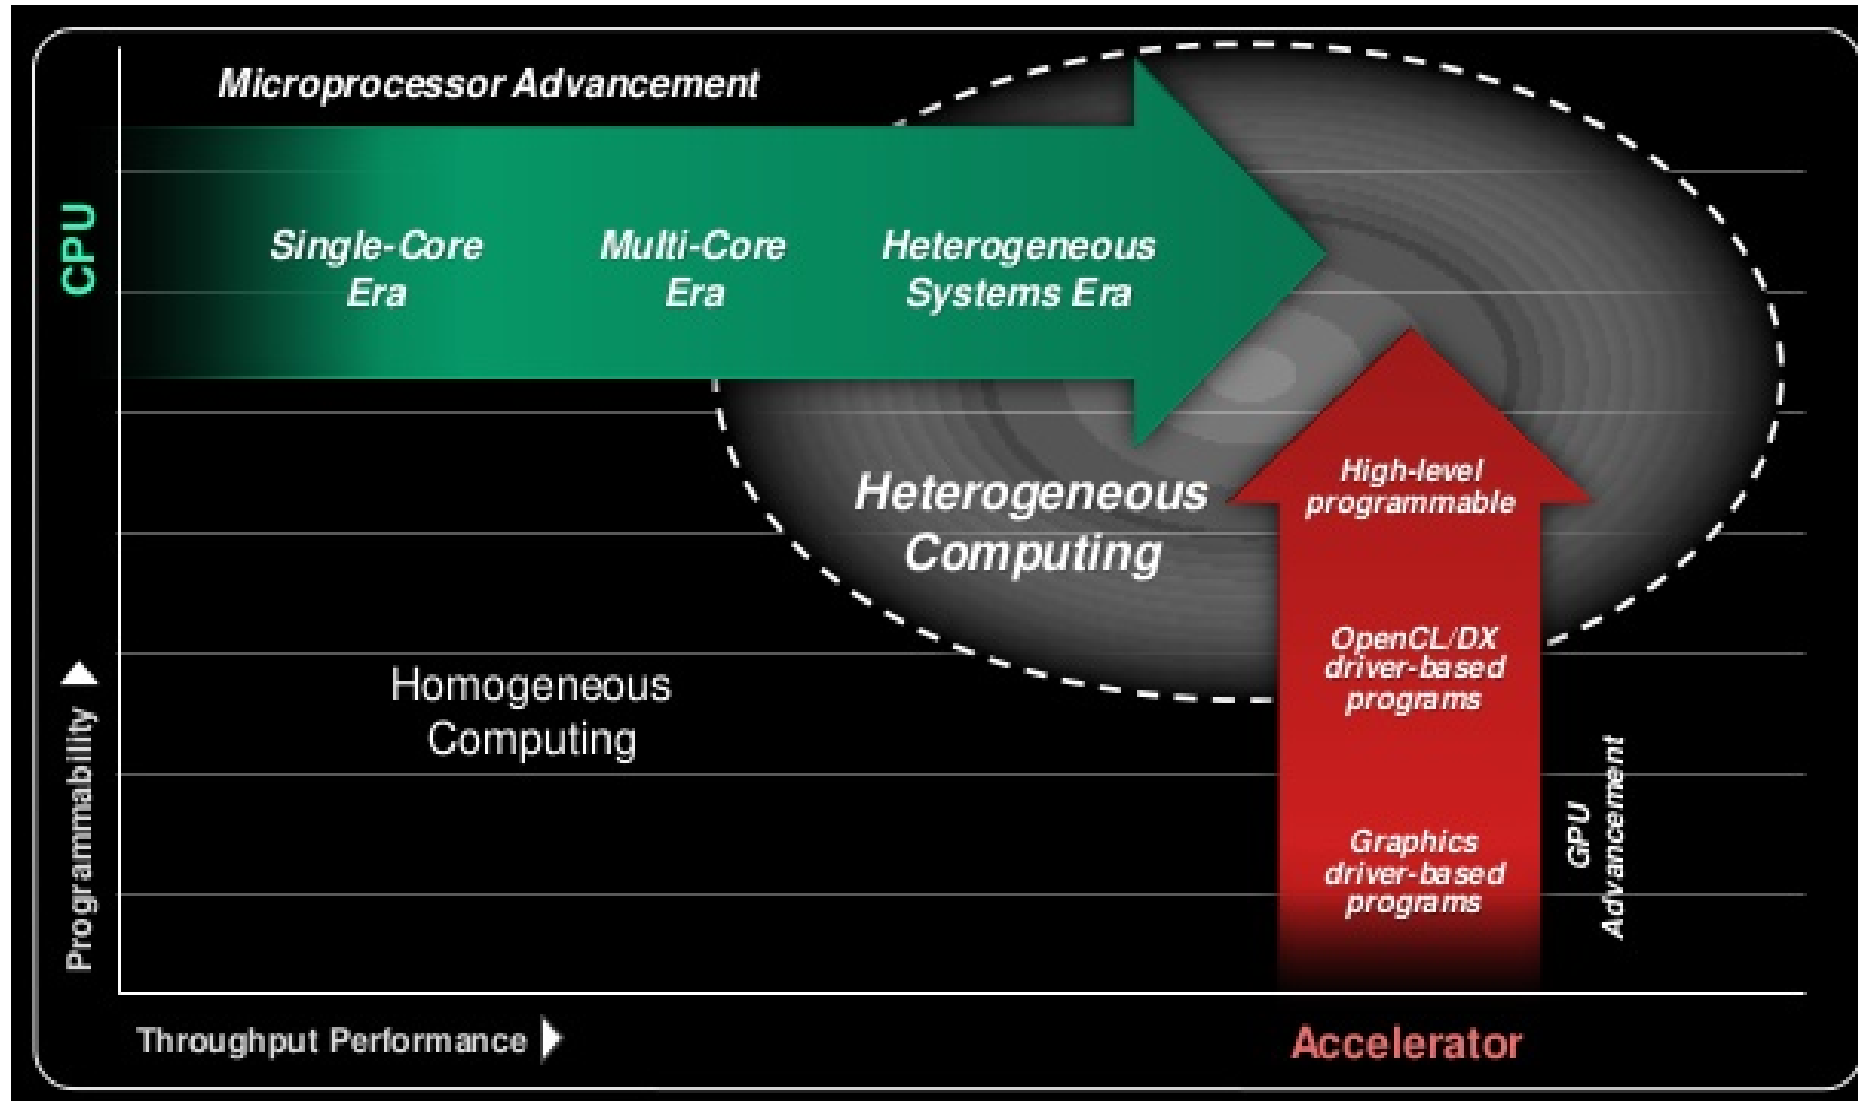 Microprocessor Advancement
CPU
Single-Core
Era
Multi-Core
Era
Heterogeneous
Systems Era
Heterogeneous
Computing
High-level
programmable
OpenCL/DX
driver-based
programs
Graphics
driver-based
programs
GPU
Advancement
Homogeneous
Computing
Programmability
Throughput Performance
Accelerator